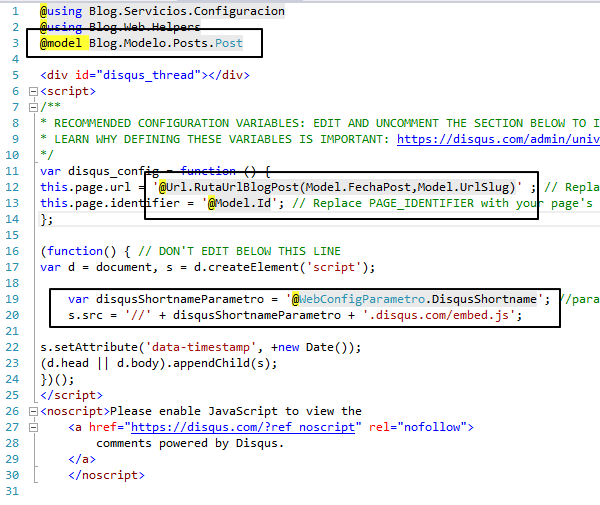 1 @using Blog.Servicios.Configuracion
2 @using Blog.Web.Helpers
3 @model Blog.Modelo.Posts.Post
4
5 <div id="disqus_thread"></div>
6 <script>
7 /**
8 * RECOMMENDED CONFIGURATION VARIABLES: EDIT AND UNCOMMENT THE SECTION BELOW TO I
9 * LEARN WHY DEFINING THESE VARIABLES IS IMPORTANT: https://disqus.com/admin/univ
10 */
11 var disqus_config = function () {
12 this.page.url = '@Url.RutaUrlBlogPost(Model.FechaPost,Model.UrlSlug)' ; // Repla
13 this.page.identifier = '@Model.Id'; // Replace PAGE_IDENTIFIER with your page's
14 };
15
16 (function() { // DON'T EDIT BELOW THIS LINE
17 var d = document, s = d.createElement('script');
18
19 var disqusShortnameParametro = '@WebConfigParametro.DisqusShortname'; //para
20 s.src = '//' + disqusShortnameParametro + '.disqus.com/embed.js';
21
22 s.setAttribute('data-timestamp', +new Date());
23 (d.head || d.body).appendChild(s);
24 })();
25 </script>
26 <noscript>Please enable JavaScript to view the
27 <a href="https://disqus.com/?ref_noscript" rel="nofollow">
28 comments powered by Disqus.
29 </a>
30 </noscript>
31